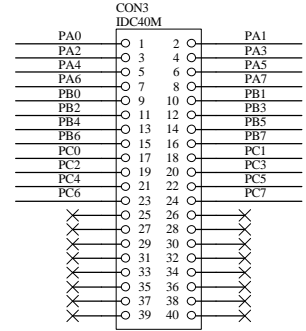 CON3
IDC40M
PA0 1 2 PA1
PA2 3 4 PA3
PA4 5 6 PA5
PA6 7 8 PA7
PB0 9 10 PB1
PB2 11 12 PB3
PB4 13 14 PB5
PB6 15 16 PB7
PC0 17 18 PC1
PC2 19 20 PC3
PC4 21 22 PC5
PC6 23 24 PC7
25 26
27 28
29 30
31 32
33 34
35 36
37 38
39 40